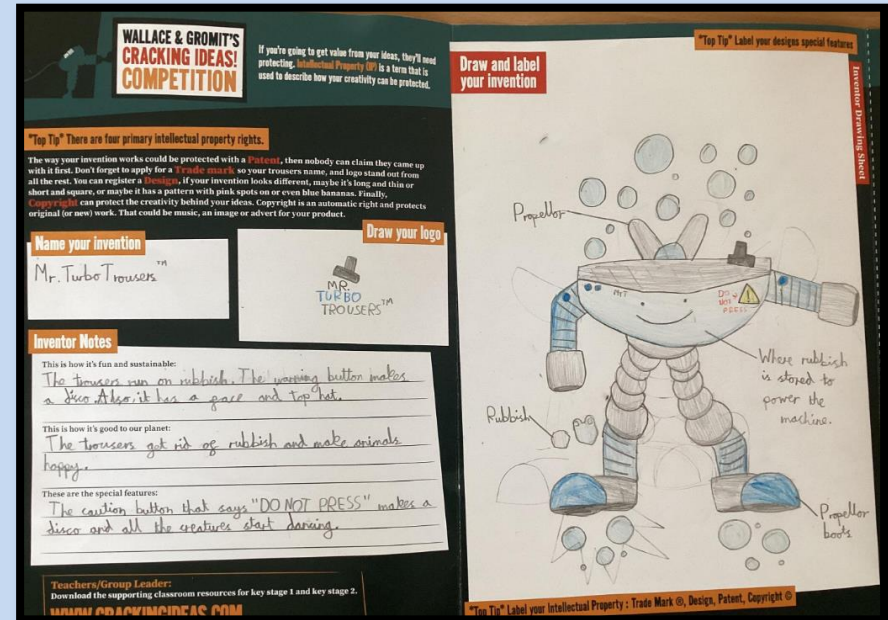 WALLACE & GROMIT'S
CRACKING IDEAS!
COMPETITION
If you're going to get value from your ideas, they'll need
protecting. Intellectual Property (IP) is a term that is
used to describe how your creativity can be protected.
"Top Tip" There are four primary intellectual property rights.
The way your invention works could be protected with a Patent, then nobody can claim they came up
with it first. Don't forget to apply for a Trade mark so your trousers name, and logo stand out from
all the rest. You can register a Design, if your invention looks different, maybe it's long and thin or
short and square, or maybe it has a pattern with pink spots on or even blue bananas. Finally,
Copyright can protect the creativity behind your ideas. Copyright is an automatic right and protects
original (or new) work. That could be music, an image or advert for your product.
Name your invention
Mr. Turbo Trousers™
Draw your logo
MR.
TURBO
TROUSERS™
Inventor Notes
This is how it's fun and sustainable:
The trousers run on rubbish. The warning button makes
a disco. Also, it has a face and top hat.
This is how it's good to our planet:
The trousers get rid of rubbish and make animals
happy.
These are the special features:
The caution button that says "DO NOT PRESS" makes a
disco and all the creatures start dancing.
Teachers/Group Leader:
Download the supporting classroom resources for key stage 1 and key stage 2.
WWW.CRACKINGIDEAS.COM
"Top Tip" Label your designs special features
Draw and label
your invention
Inventor Drawing Sheet
Propellor
MTT
DO
NOT
PRESS
Where rubbish
is stored to
power the
machine.
Rubbish
Propellor
boots
"Top Tip" Label your Intellectual Property : Trade Mark ®, Design, Patent, Copyright ©